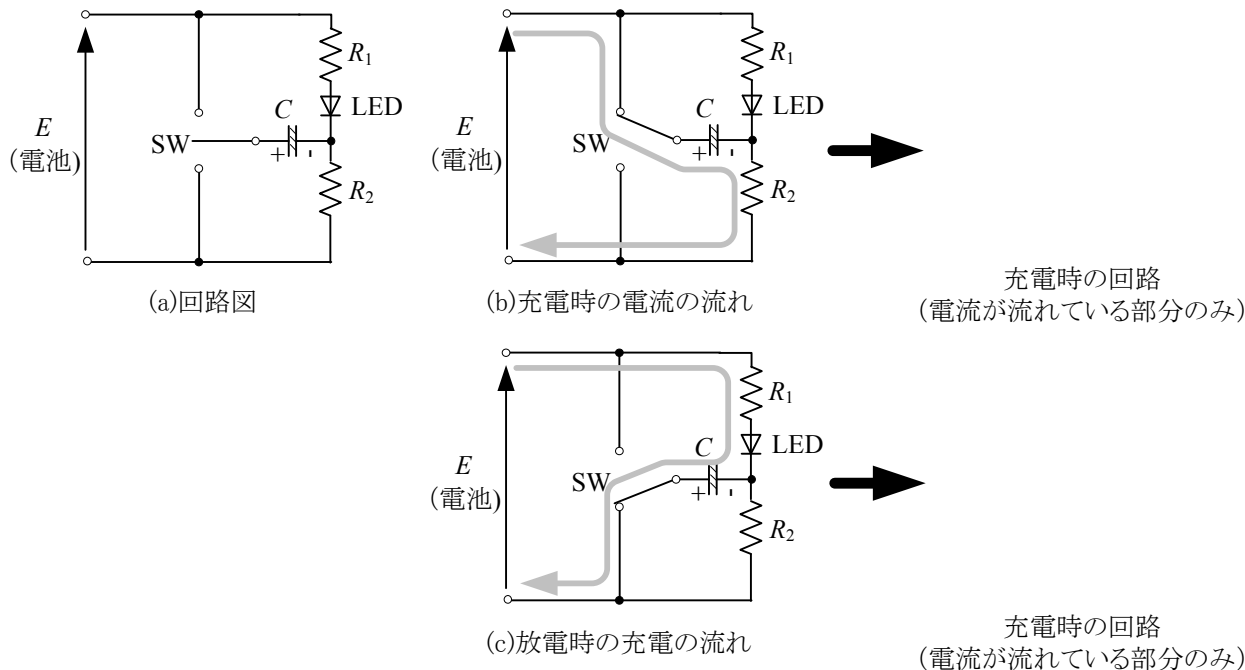 R1
LED
C
E
(電池)
SW
+
-
R2
(a)回路図
R1
LED
C
E
(電池)
SW
+
-
R2
(b)充電時の電流の流れ
充電時の回路
(電流が流れている部分のみ)
R1
LED
C
E
(電池)
SW
+
-
R2
(c)放電時の充電の流れ
充電時の回路
(電流が流れている部分のみ)